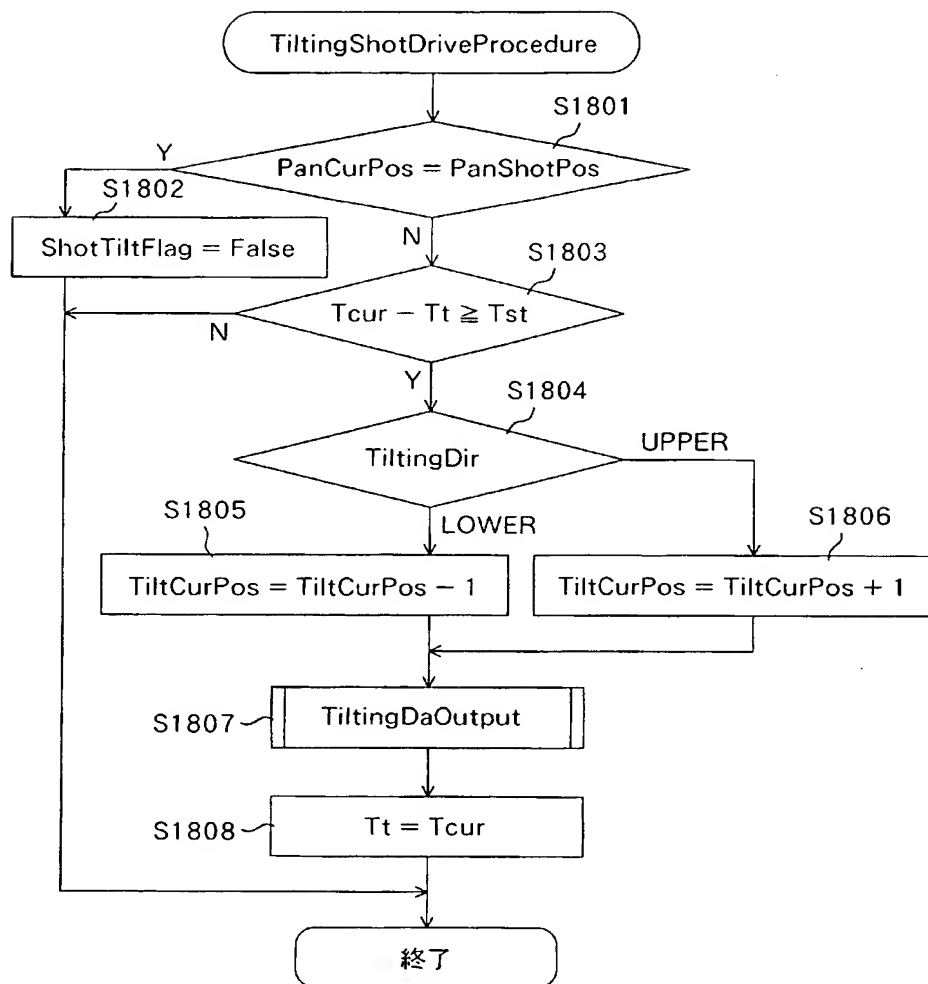 TiltingShotDriveProcedure
S1801
Y
PanCurPos = PanShotPos
S1802
ShotTiltFlag = False
N
S1803
Tcur − Tt ≧ Tst
N
Y
S1804
UPPER
TiltingDir
S1805
LOWER
S1806
TiltCurPos = TiltCurPos − 1
TiltCurPos = TiltCurPos + 1
S1807
TiltingDaOutput
S1808
Tt = Tcur
終了